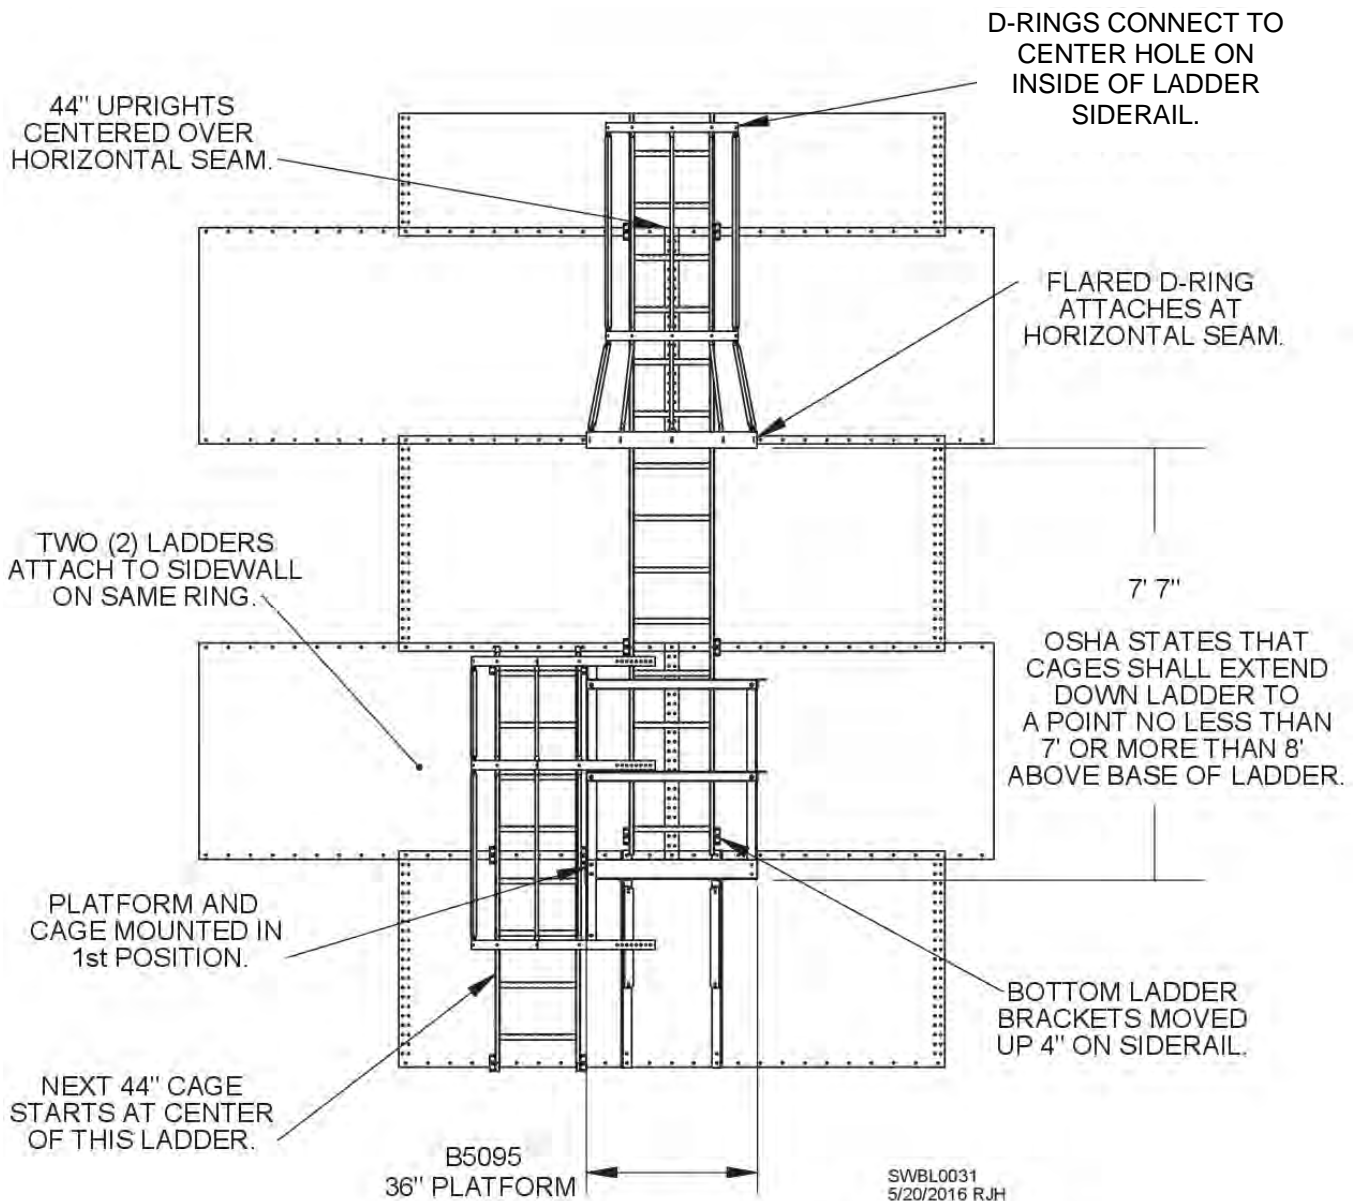 D-RINGS CONNECT TO
CENTER HOLE ON
INSIDE OF LADDER
SIDERAIL.
44" UPRIGHTS
CENTERED OVER
HORIZONTAL SEAM.
FLARED D-RING
ATTACHES AT
HORIZONTAL SEAM.
TWO (2) LADDERS
ATTACH TO SIDEWALL
ON SAME RING.
7' 7"
OSHA STATES THAT
CAGES SHALL EXTEND
DOWN LADDER TO
A POINT NO LESS THAN
7' OR MORE THAN 8'
ABOVE BASE OF LADDER.
PLATFORM AND
CAGE MOUNTED IN
1st POSITION.
BOTTOM LADDER
BRACKETS MOVED
UP 4" ON SIDERAIL.
NEXT 44" CAGE
STARTS AT CENTER
OF THIS LADDER.
B5095
36" PLATFORM
SWBL0031
5/20/2016 RJH